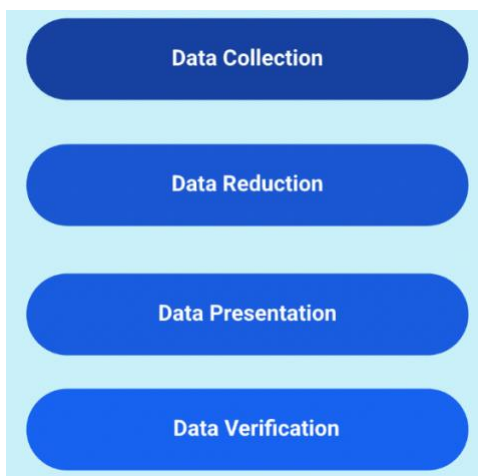 Data Collection
Data Reduction
Data Presentation
Data Verification